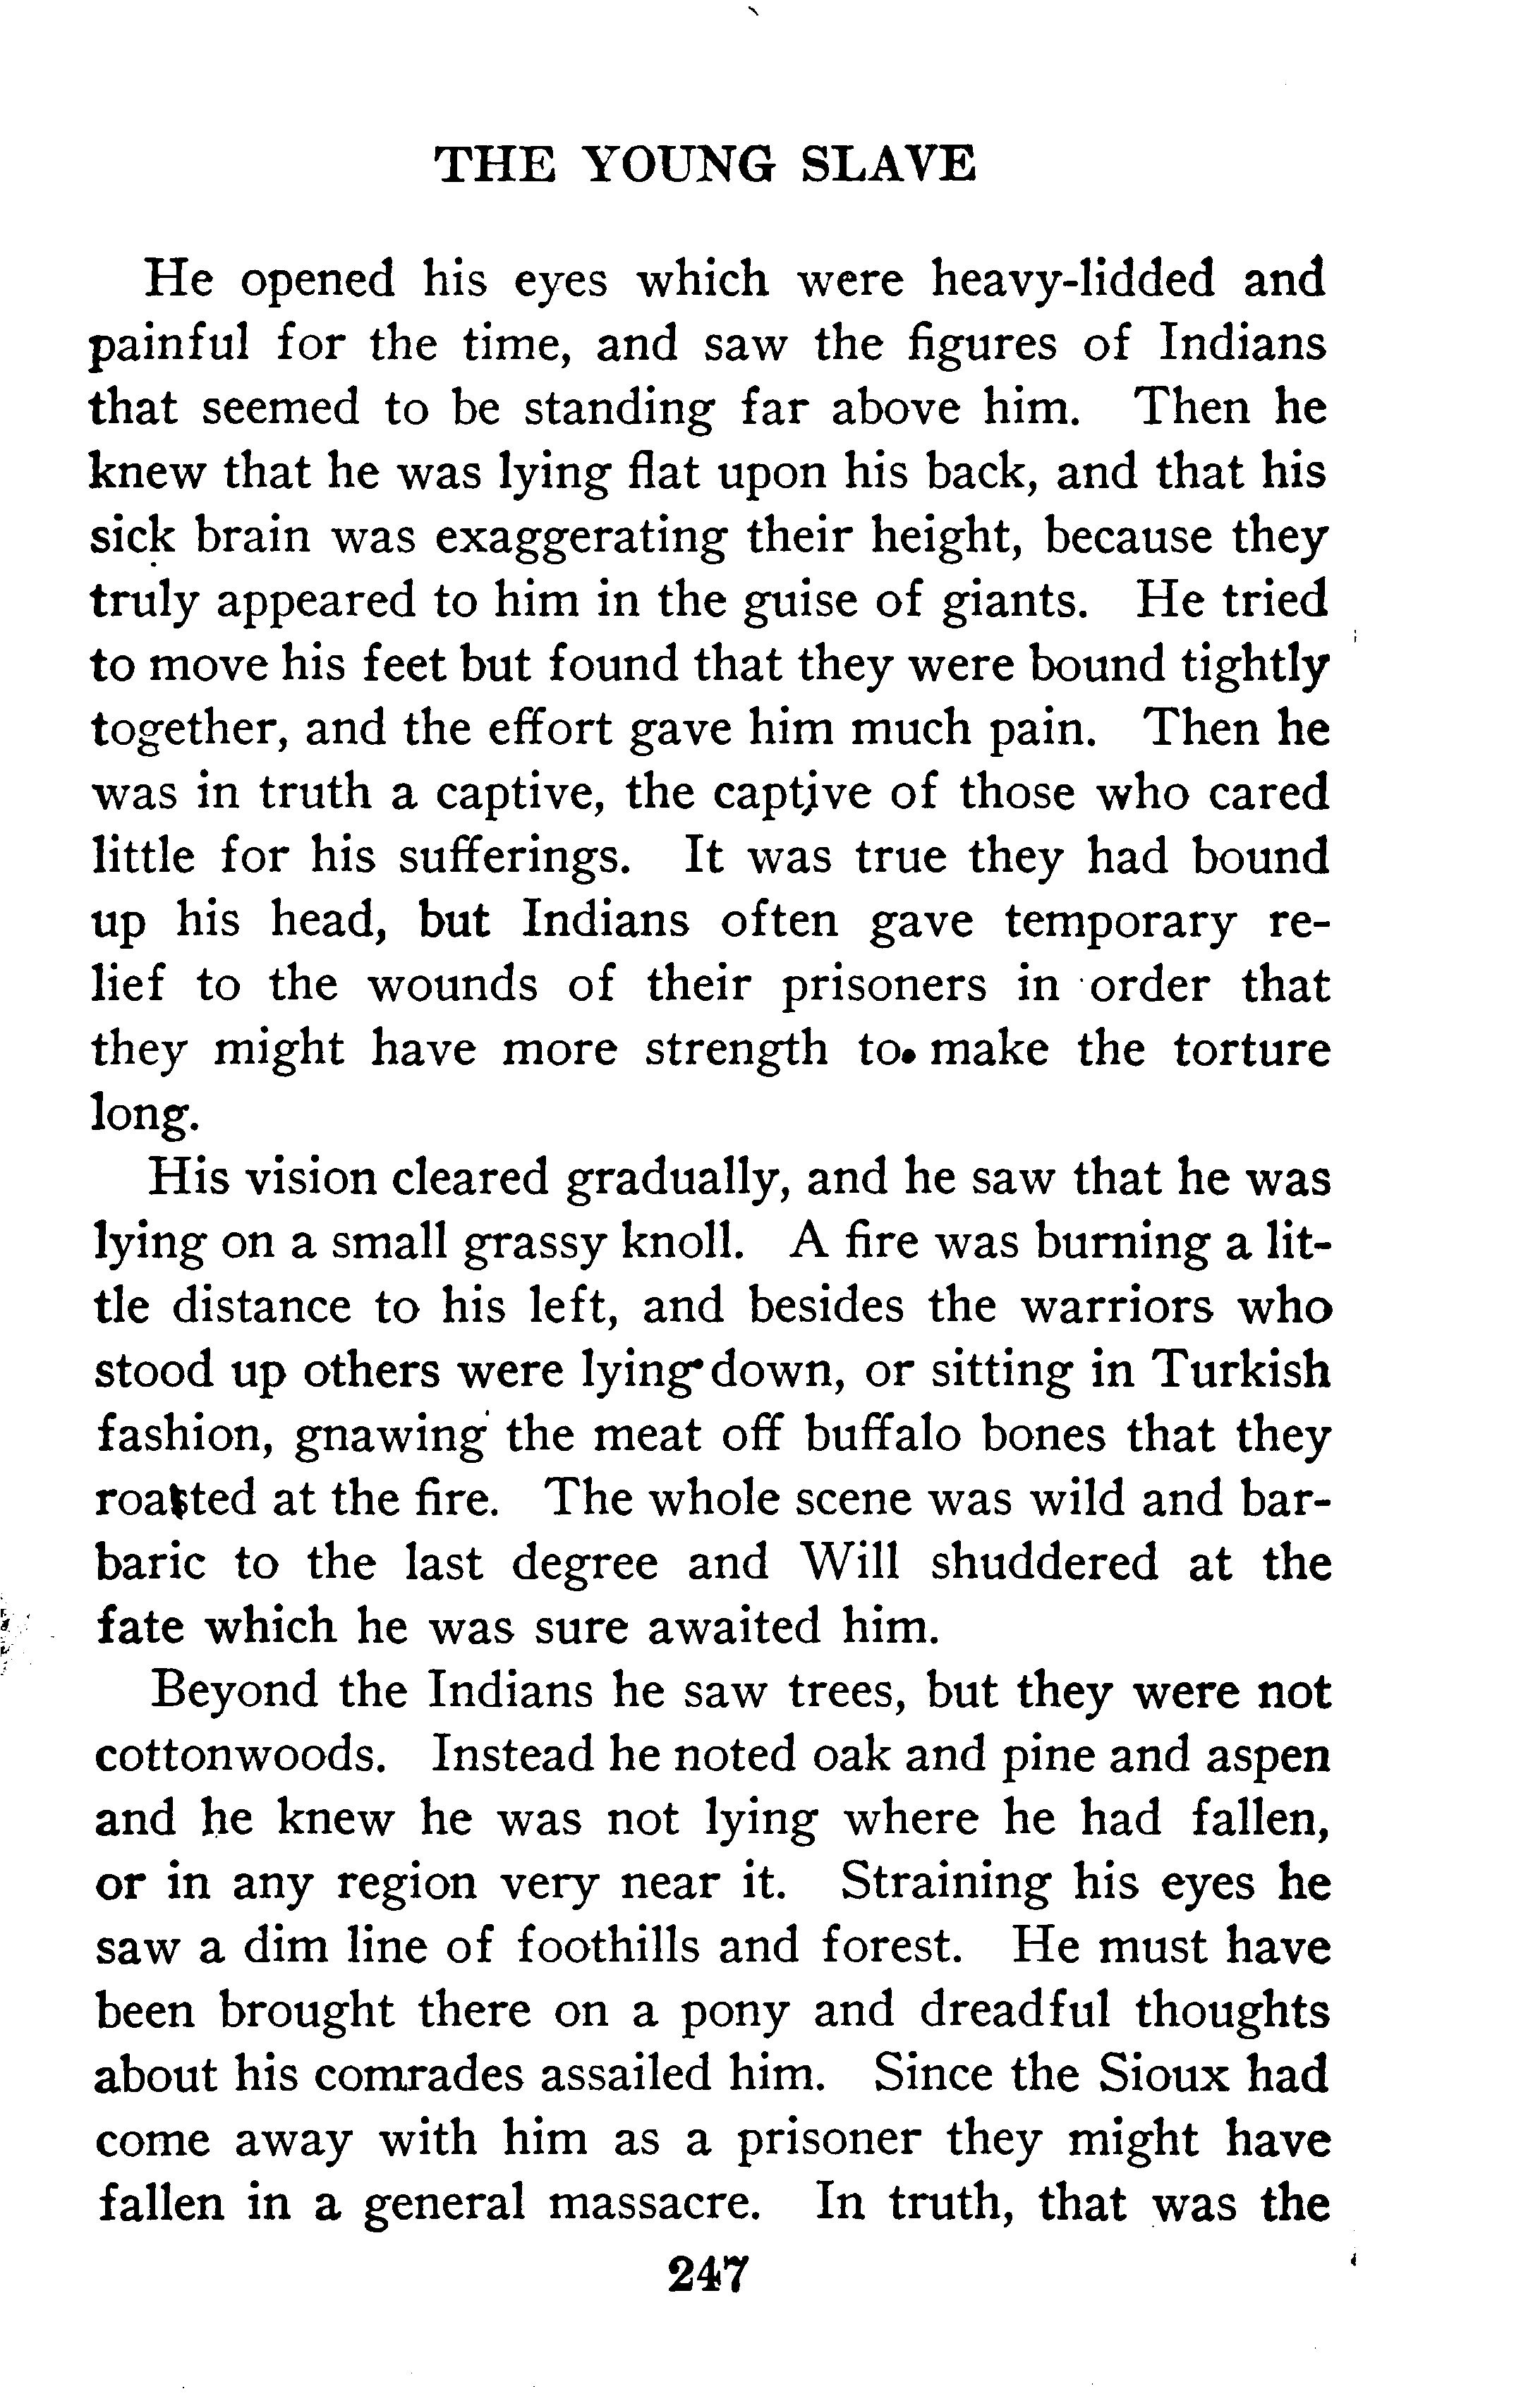 THE YOUNG SLAVE
He opened his eyes which were heavy-lidded and
painful for the time, and saw the figures of Indians
that seemed to be standing far above him. Then he
knew that he was lying flat upon his back, and that his
sick brain was exaggerating their height, because they
truly appeared to him in the guise of giants. He tried
to move his feet but found that they were bound tightly
together, and the effort gave him much pain. Then he
was in truth a captive, the captive of those who cared
little for his sufferings. It was true they had bound
up his head, but Indians often gave temporary re-
lief to the wounds of their prisoners in order that
they might have more strength to make the torture
long.
His vision cleared gradually, and he saw that he was
lying on a small grassy knoll. A fire was burning a lit-
tle distance to his left, and besides the warriors who
stood up others were lying down, or sitting in Turkish
fashion, gnawing the meat off buffalo bones that they
roasted at the fire. The whole scene was wild and bar-
baric to the last degree and Will shuddered at the
fate which he was sure awaited him.
Beyond the Indians he saw trees, but they were not
cottonwoods. Instead he noted oak and pine and aspen
and he knew he was not lying where he had fallen,
or in any region very near it. Straining his eyes he
saw a dim line of foothills and forest. He must have
been brought there on a pony and dreadful thoughts
about his comrades assailed him. Since the Sioux had
come away with him as a prisoner they might have
fallen in a general massacre. In truth, that was the
247